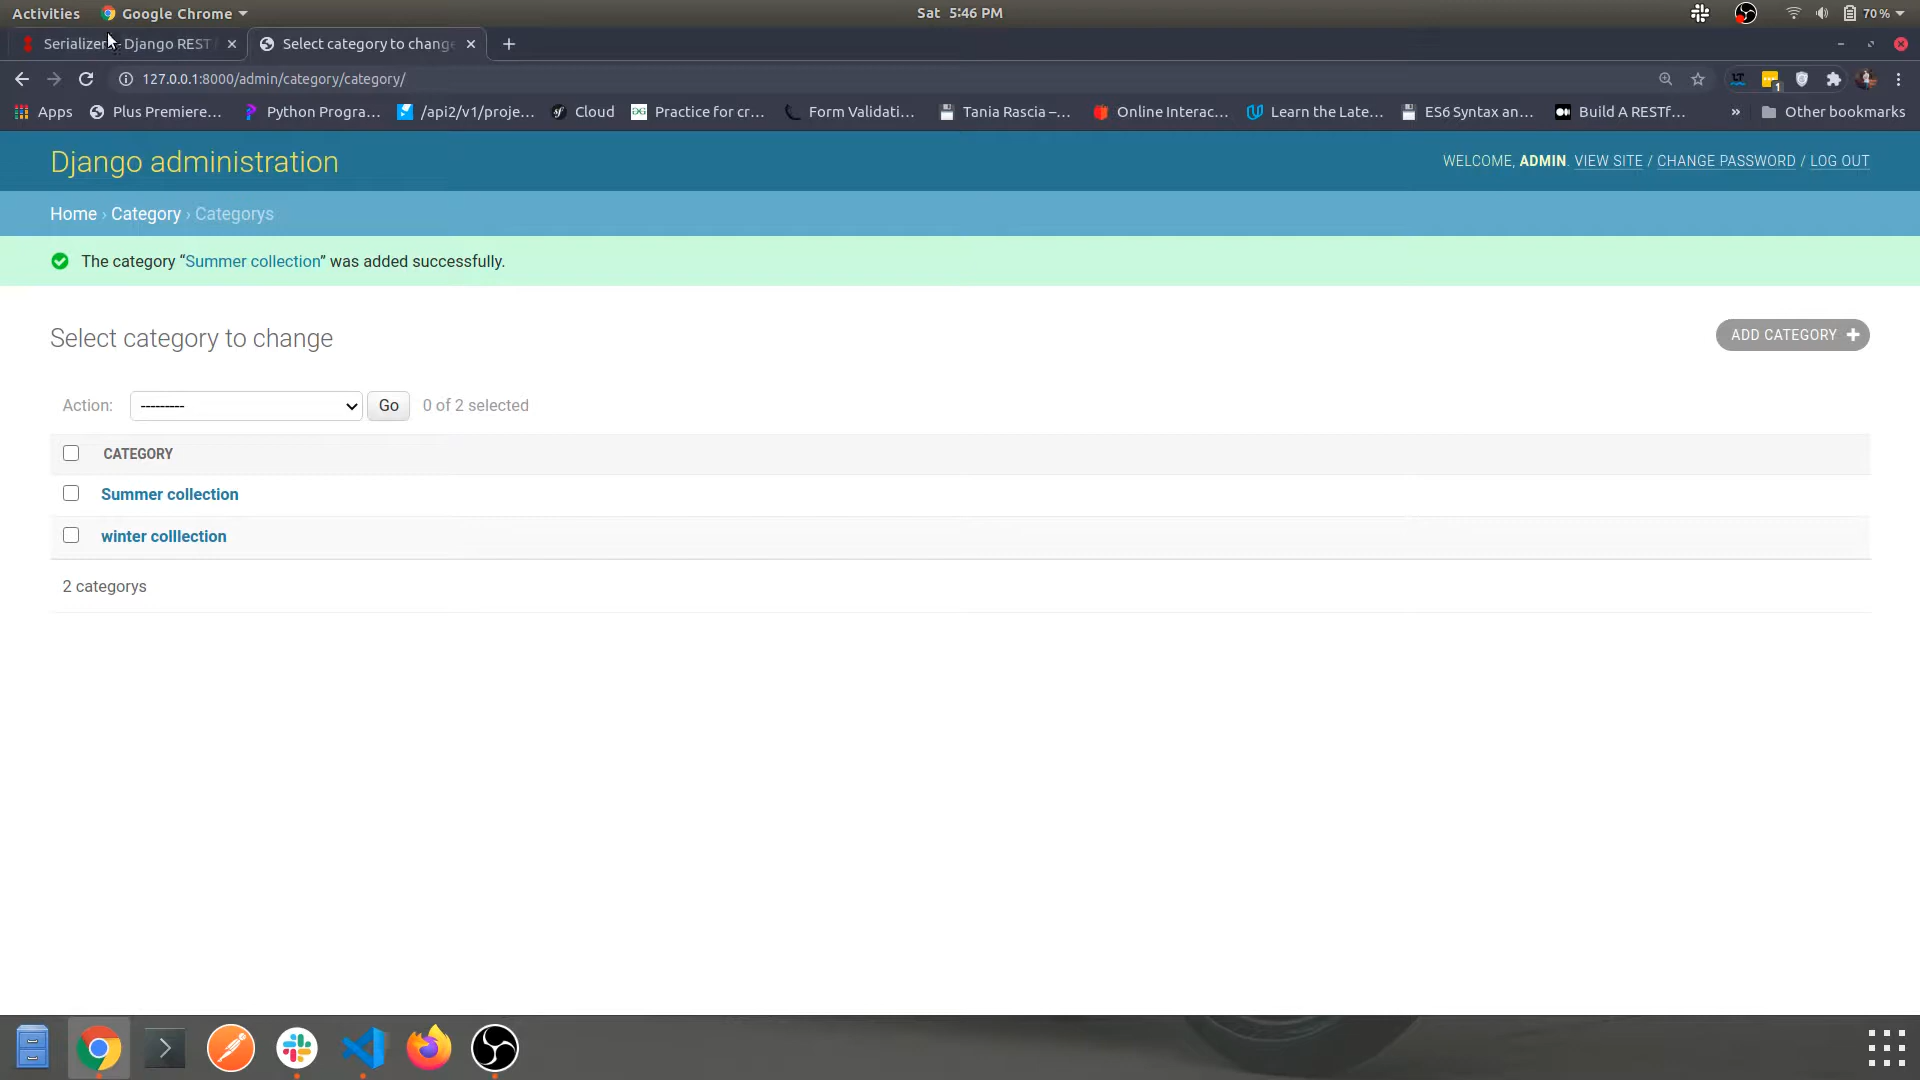 Activities Google Chrome Sat 5:46 PM 70 %
Serializers - Django REST Select category to change
127.0.0.1:8000/admin/category/category/ 1
Apps Plus Premiere... Python Progra... /api2/v1/proje... Cloud Practice for cr... Form Validati... Tania Rascia –... Online Interac... Learn the Late... ES6 Syntax an... Build A RESTf... » Other bookmarks
Django administration WELCOME, ADMIN. VIEW SITE / CHANGE PASSWORD / LOG OUT
Home › Category › Categorys
The category “Summer collection” was added successfully.
Select category to change ADD CATEGORY +
Action: --------- Go 0 of 2 selected
CATEGORY
Summer collection
winter colllection
2 categorys